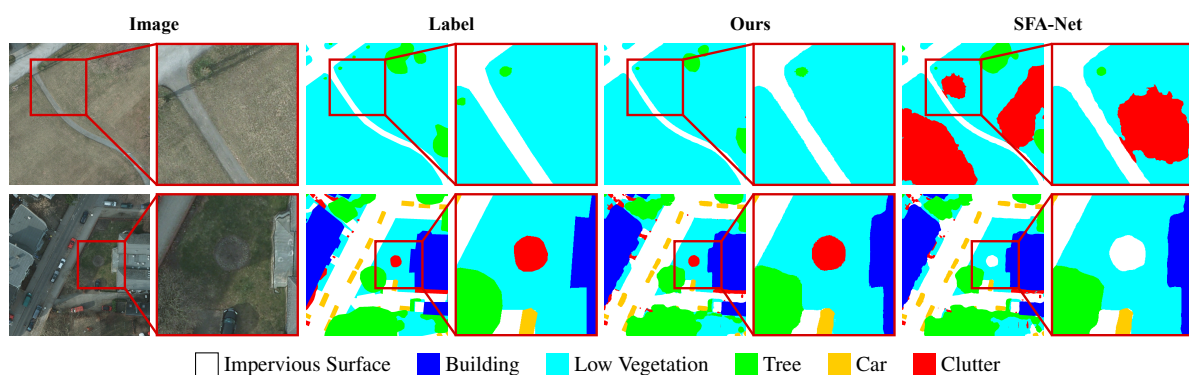 Image Label Ours SFA-Net
Impervious Surface Building Low Vegetation Tree Car Clutter